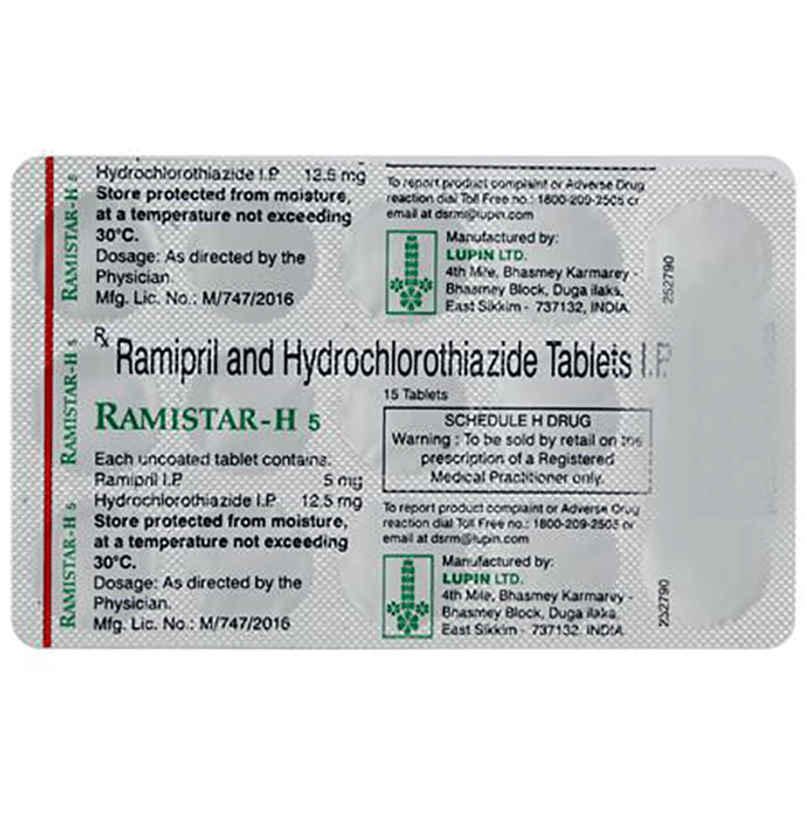 RAMISTAR-H 5
Hydrochlorothiazide I.P. 12.5 mg
Store protected from moisture,
at a temperature not exceeding
30°C.
Dosage: As directed by the
Physician.
Mfg. Lic. No.: M/747/2016
To report product complaint or Adverse Drug
reaction dial Toll Free no.: 1800-209-2505 or
email at dsrm@lupin.com
Manufactured by:
LUPIN LTD.
4th Mile, Bhasmey Karmarey -
Bhasmey Block, Duga ilaka,
East Sikkim - 737132, INDIA.
252790
RAMISTAR-H 5
Rx Ramipril and Hydrochlorothiazide Tablets I.P.
15 Tablets
RAMISTAR-H 5
Each uncoated tablet contains:
Ramipril I.P. 5 mg
Hydrochlorothiazide I.P. 12.5 mg
Store protected from moisture,
at a temperature not exceeding
30°C.
Dosage: As directed by the
Physician.
Mfg. Lic. No.: M/747/2016
SCHEDULE H DRUG
Warning : To be sold by retail on the
prescription of a Registered
Medical Practitioner only.
To report product complaint or Adverse Drug
reaction dial Toll Free no.: 1800-209-2505 or
email at dsrm@lupin.com
Manufactured by:
LUPIN LTD.
4th Mile, Bhasmey Karmarey -
Bhasmey Block, Duga ilaka,
East Sikkim - 737132, INDIA.
252790
RAMISTAR-H 5